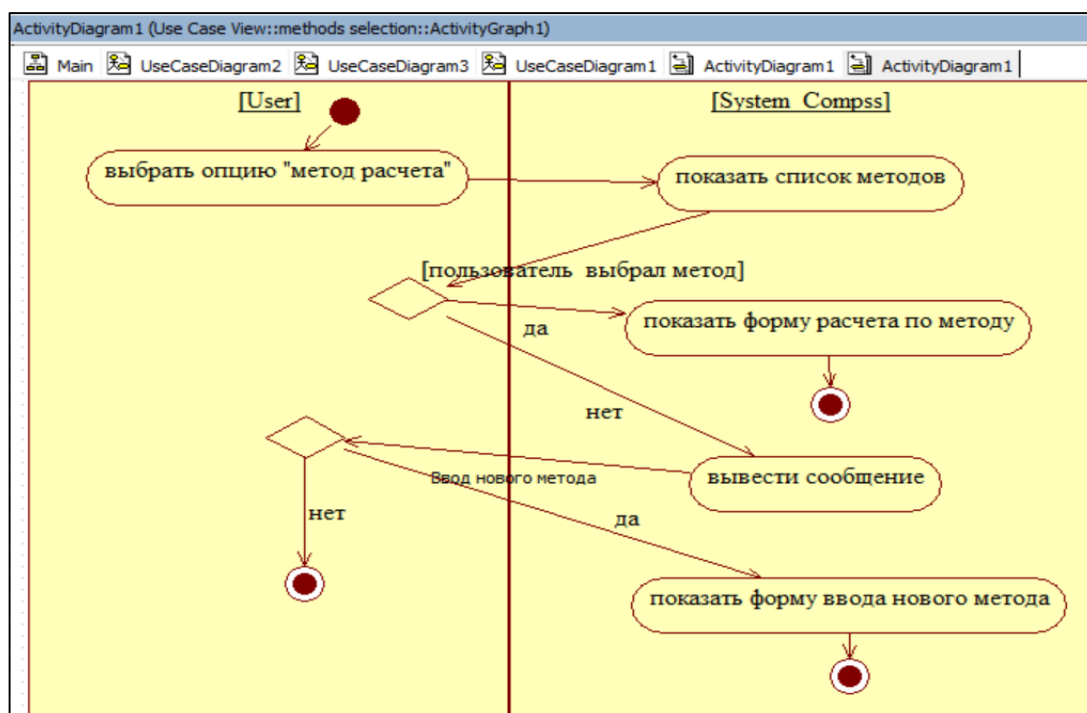 ActivityDiagram1 (Use Case View::methods selection::ActivityGraph1)
Main UseCaseDiagram2 UseCaseDiagram3 UseCaseDiagram1 ActivityDiagram1 ActivityDiagram1
[User] [System Compss]
выбрать опцию "метод расчета" показать список методов
[пользователь выбрал метод]
показать форму расчета по методу
да
нет
вывести сообщение
Ввод нового метода
нет да
показать форму ввода нового метода